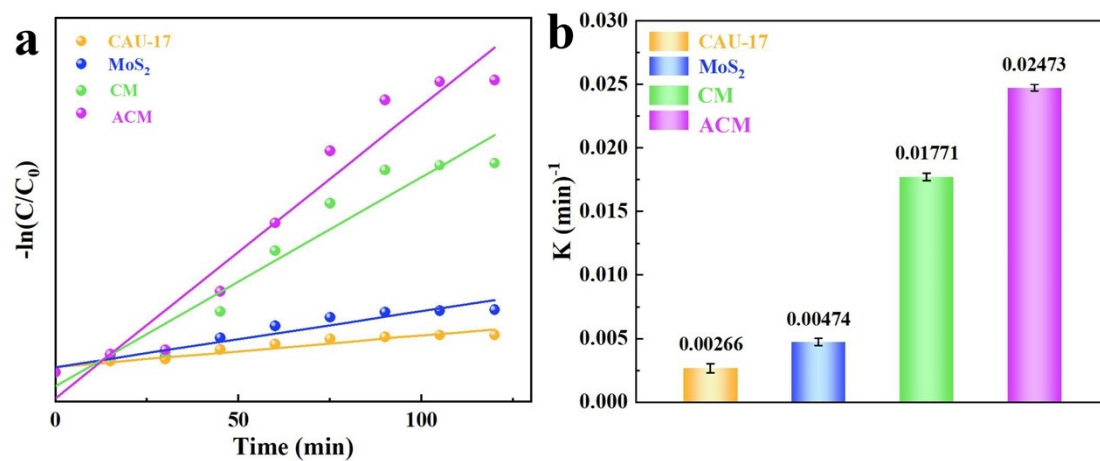 a
CAU-17
MoS₂
CM
ACM
-ln(C/C₀)
0
50
100
Time (min)
b
CAU-17
MoS₂
CM
ACM
K (min)⁻¹
0.030
0.025
0.020
0.015
0.010
0.005
0.000
0.00266
0.00474
0.01771
0.02473